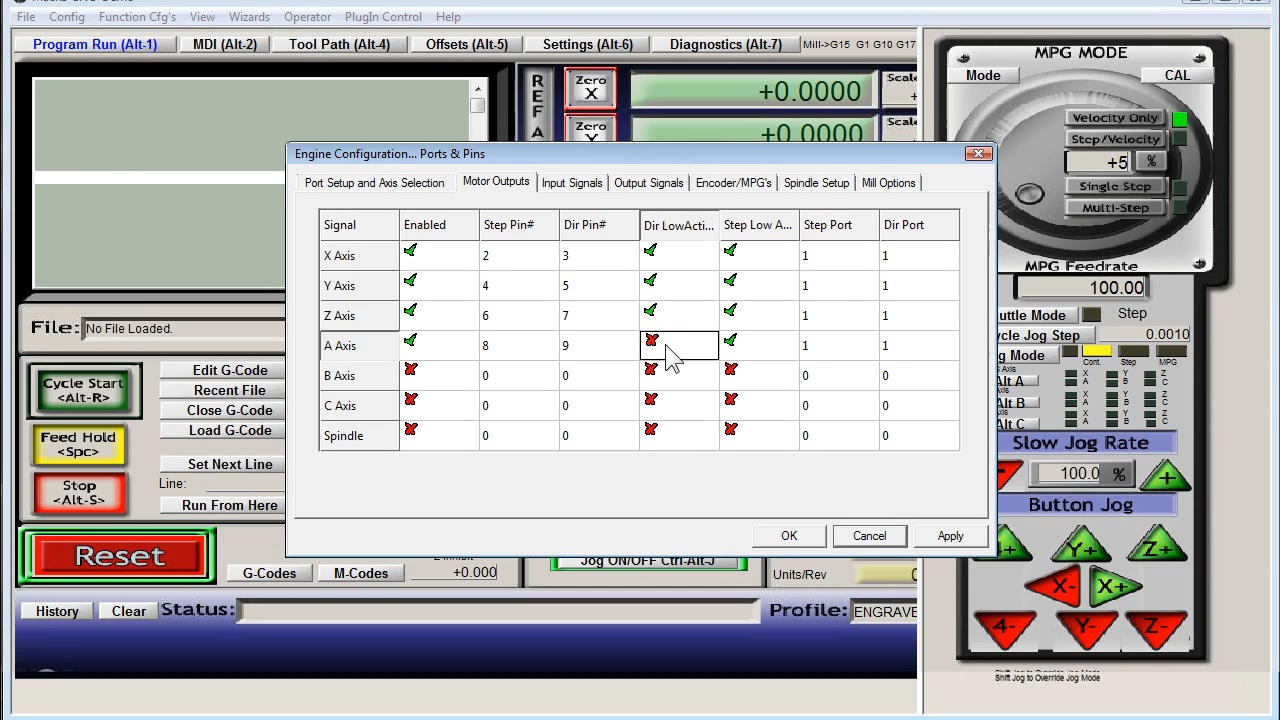 File Config Function Cfg's View Wizards Operator PlugIn Control Help
Program Run (Alt-1) MDI (Alt-2) Tool Path (Alt-4) Offsets (Alt-5) Settings (Alt-6) Diagnostics (Alt-7) Mill->G15 G1 G10 G17
R
E
F
A
Zero
X
+0.0000
Scale
+
Zero
+0.0000
Scale
Engine Configuration... Ports & Pins
Port Setup and Axis Selection Motor Outputs Input Signals Output Signals Encoder/MPG's Spindle Setup Mill Options
Signal Enabled Step Pin# Dir Pin# Dir LowActi... Step Low A... Step Port Dir Port
X Axis 2 3 1 1
Y Axis 4 5 1 1
Z Axis 6 7 1 1
A Axis 8 9 1 1
B Axis 0 0 0 0
C Axis 0 0 0 0
Spindle 0 0 0 0
OK Cancel Apply
File: No File Loaded.
Cycle Start
<Alt-R>
Feed Hold
<Spc>
Stop
<Alt-S>
Reset
Edit G-Code
Recent File
Close G-Code
Load G-Code
Set Next Line
Line:
Run From Here
G-Codes M-Codes +0.000
Jog ON/OFF Ctrl-Alt-J
Units/Rev
History Clear Status: Profile: ENGRAVE
MPG MODE
Mode CAL
Velocity Only
Step/Velocity
+5 %
Single Step
Multi-Step
MPG Feedrate
100.00
uttle Mode Step
ycle Jog Step 0.0010
g Mode Cont. Step MPG
Axis X Y Z
Alt A A B C
Axis X Y Z
Alt B A B C
Axis X Y Z
Alt C A B C
Slow Jog Rate
100.0 % +
Button Jog
4+ Y+ Z+
X- X+
4- Y- Z-
Shift Jog to Override Jog Mode
Shift Jog to Override Jog Mode